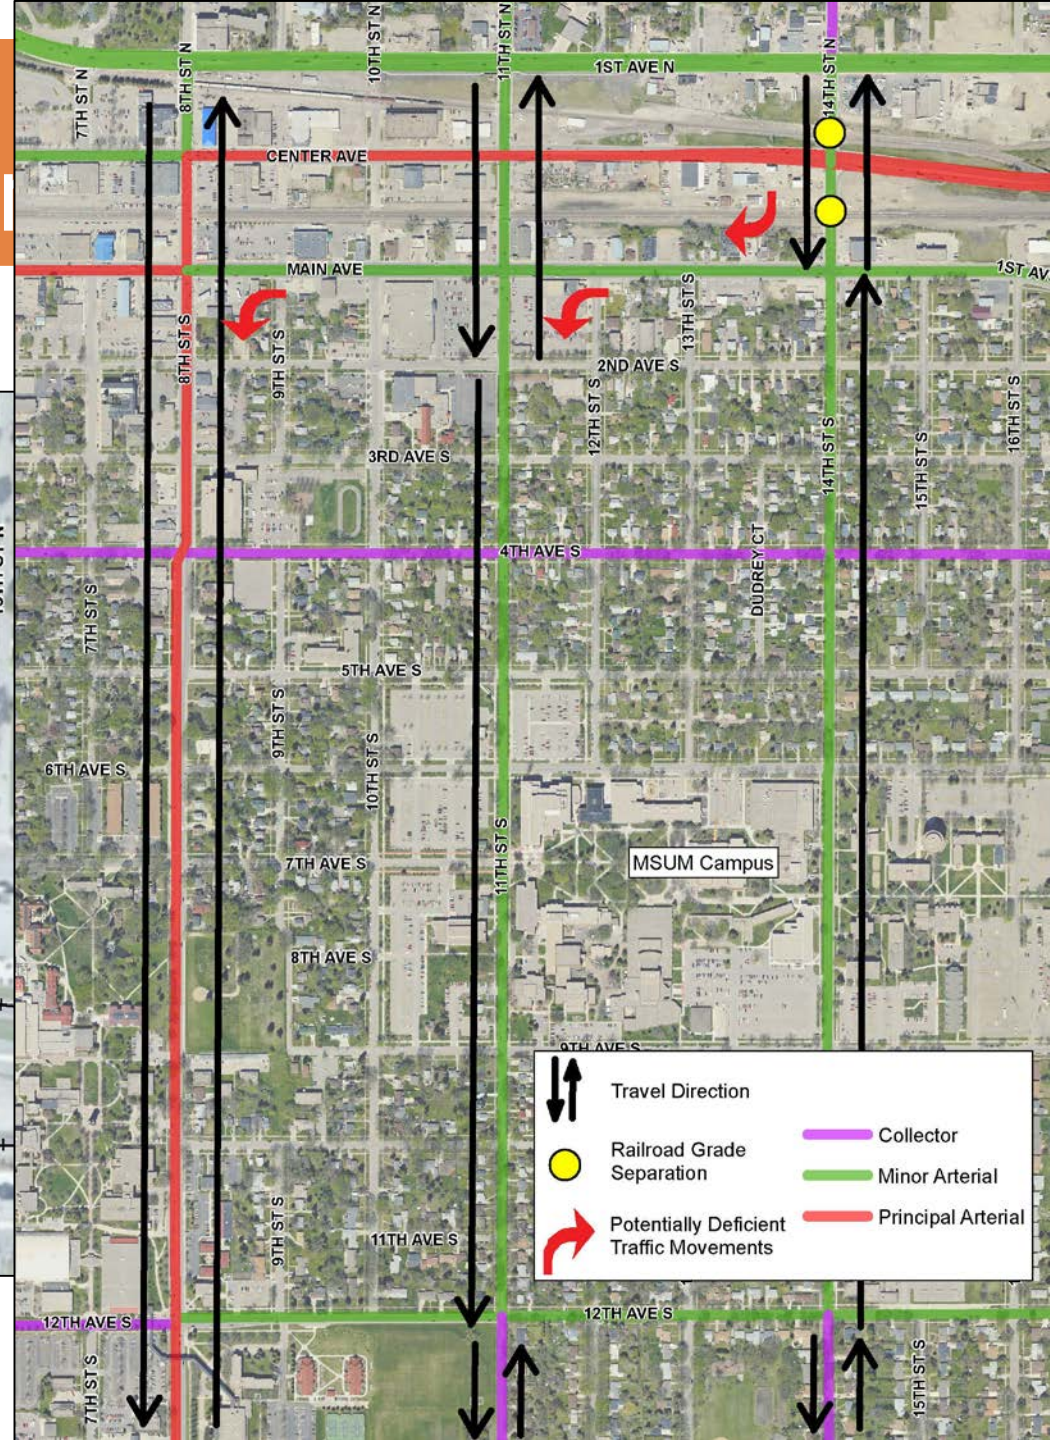 7TH ST N
8TH ST N
10TH ST N
11TH ST N
1ST AVE N
14TH ST N
CENTER AVE
MAIN AVE
1ST AV
8TH ST S
9TH ST S
13TH ST S
2ND AVE S
12TH ST S
14TH ST S
15TH ST S
16TH ST S
3RD AVE S
4TH AVE S
DUDREY CT
7TH ST S
5TH AVE S
9TH ST S
10TH ST S
6TH AVE S
11TH ST S
7TH AVE S
MSUM Campus
8TH AVE S
9TH AVE S
Travel Direction
Railroad Grade
Separation
Potentially Deficient
Traffic Movements
Collector
Minor Arterial
Principal Arterial
9TH ST S
11TH AVE S
12TH AVE S
12TH AVE S
7TH ST S
15TH ST S